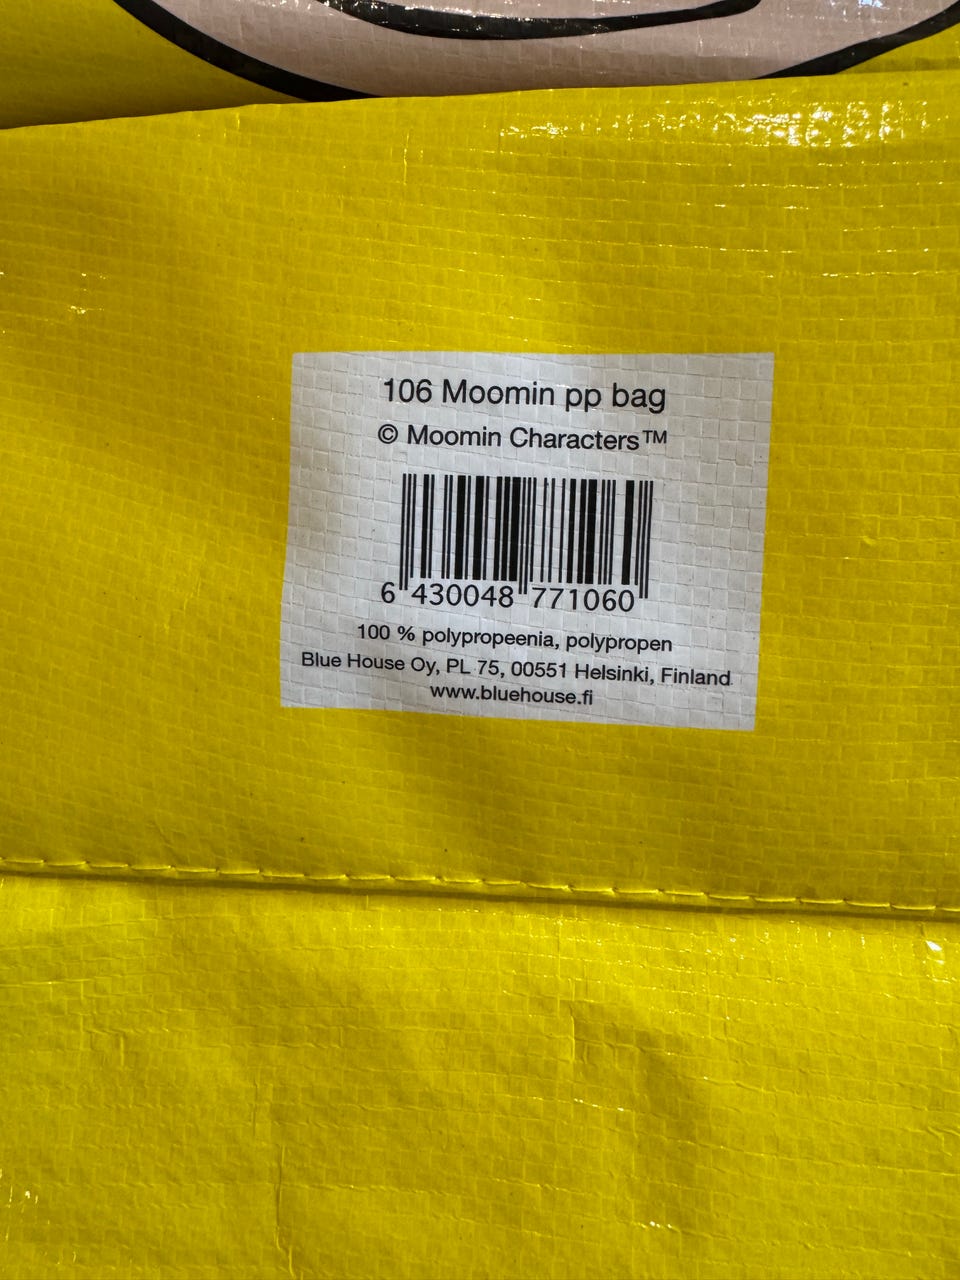 106 Moomin pp bag
© Moomin Characters™
6 430048 771060
100 % polypropeenia, polypropen
Blue House Oy, PL 75, 00551 Helsinki, Finland
www.bluehouse.fi